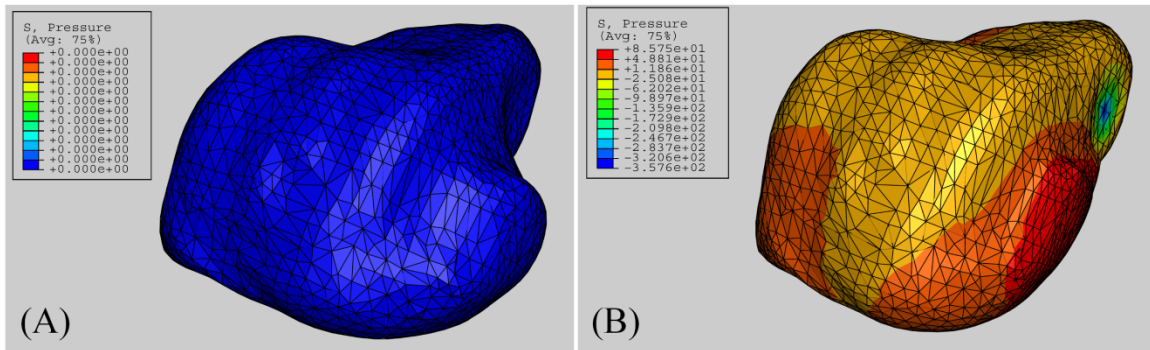 S, Pressure
(Avg: 75%)
+0.000e+00
+0.000e+00
+0.000e+00
+0.000e+00
+0.000e+00
+0.000e+00
+0.000e+00
+0.000e+00
+0.000e+00
+0.000e+00
+0.000e+00
+0.000e+00
+0.000e+00
(A)
S, Pressure
(Avg: 75%)
+8.575e+01
+4.881e+01
+1.186e+01
-2.508e+01
-6.202e+01
-9.897e+01
-1.359e+02
-1.729e+02
-2.098e+02
-2.467e+02
-2.837e+02
-3.206e+02
-3.576e+02
(B)